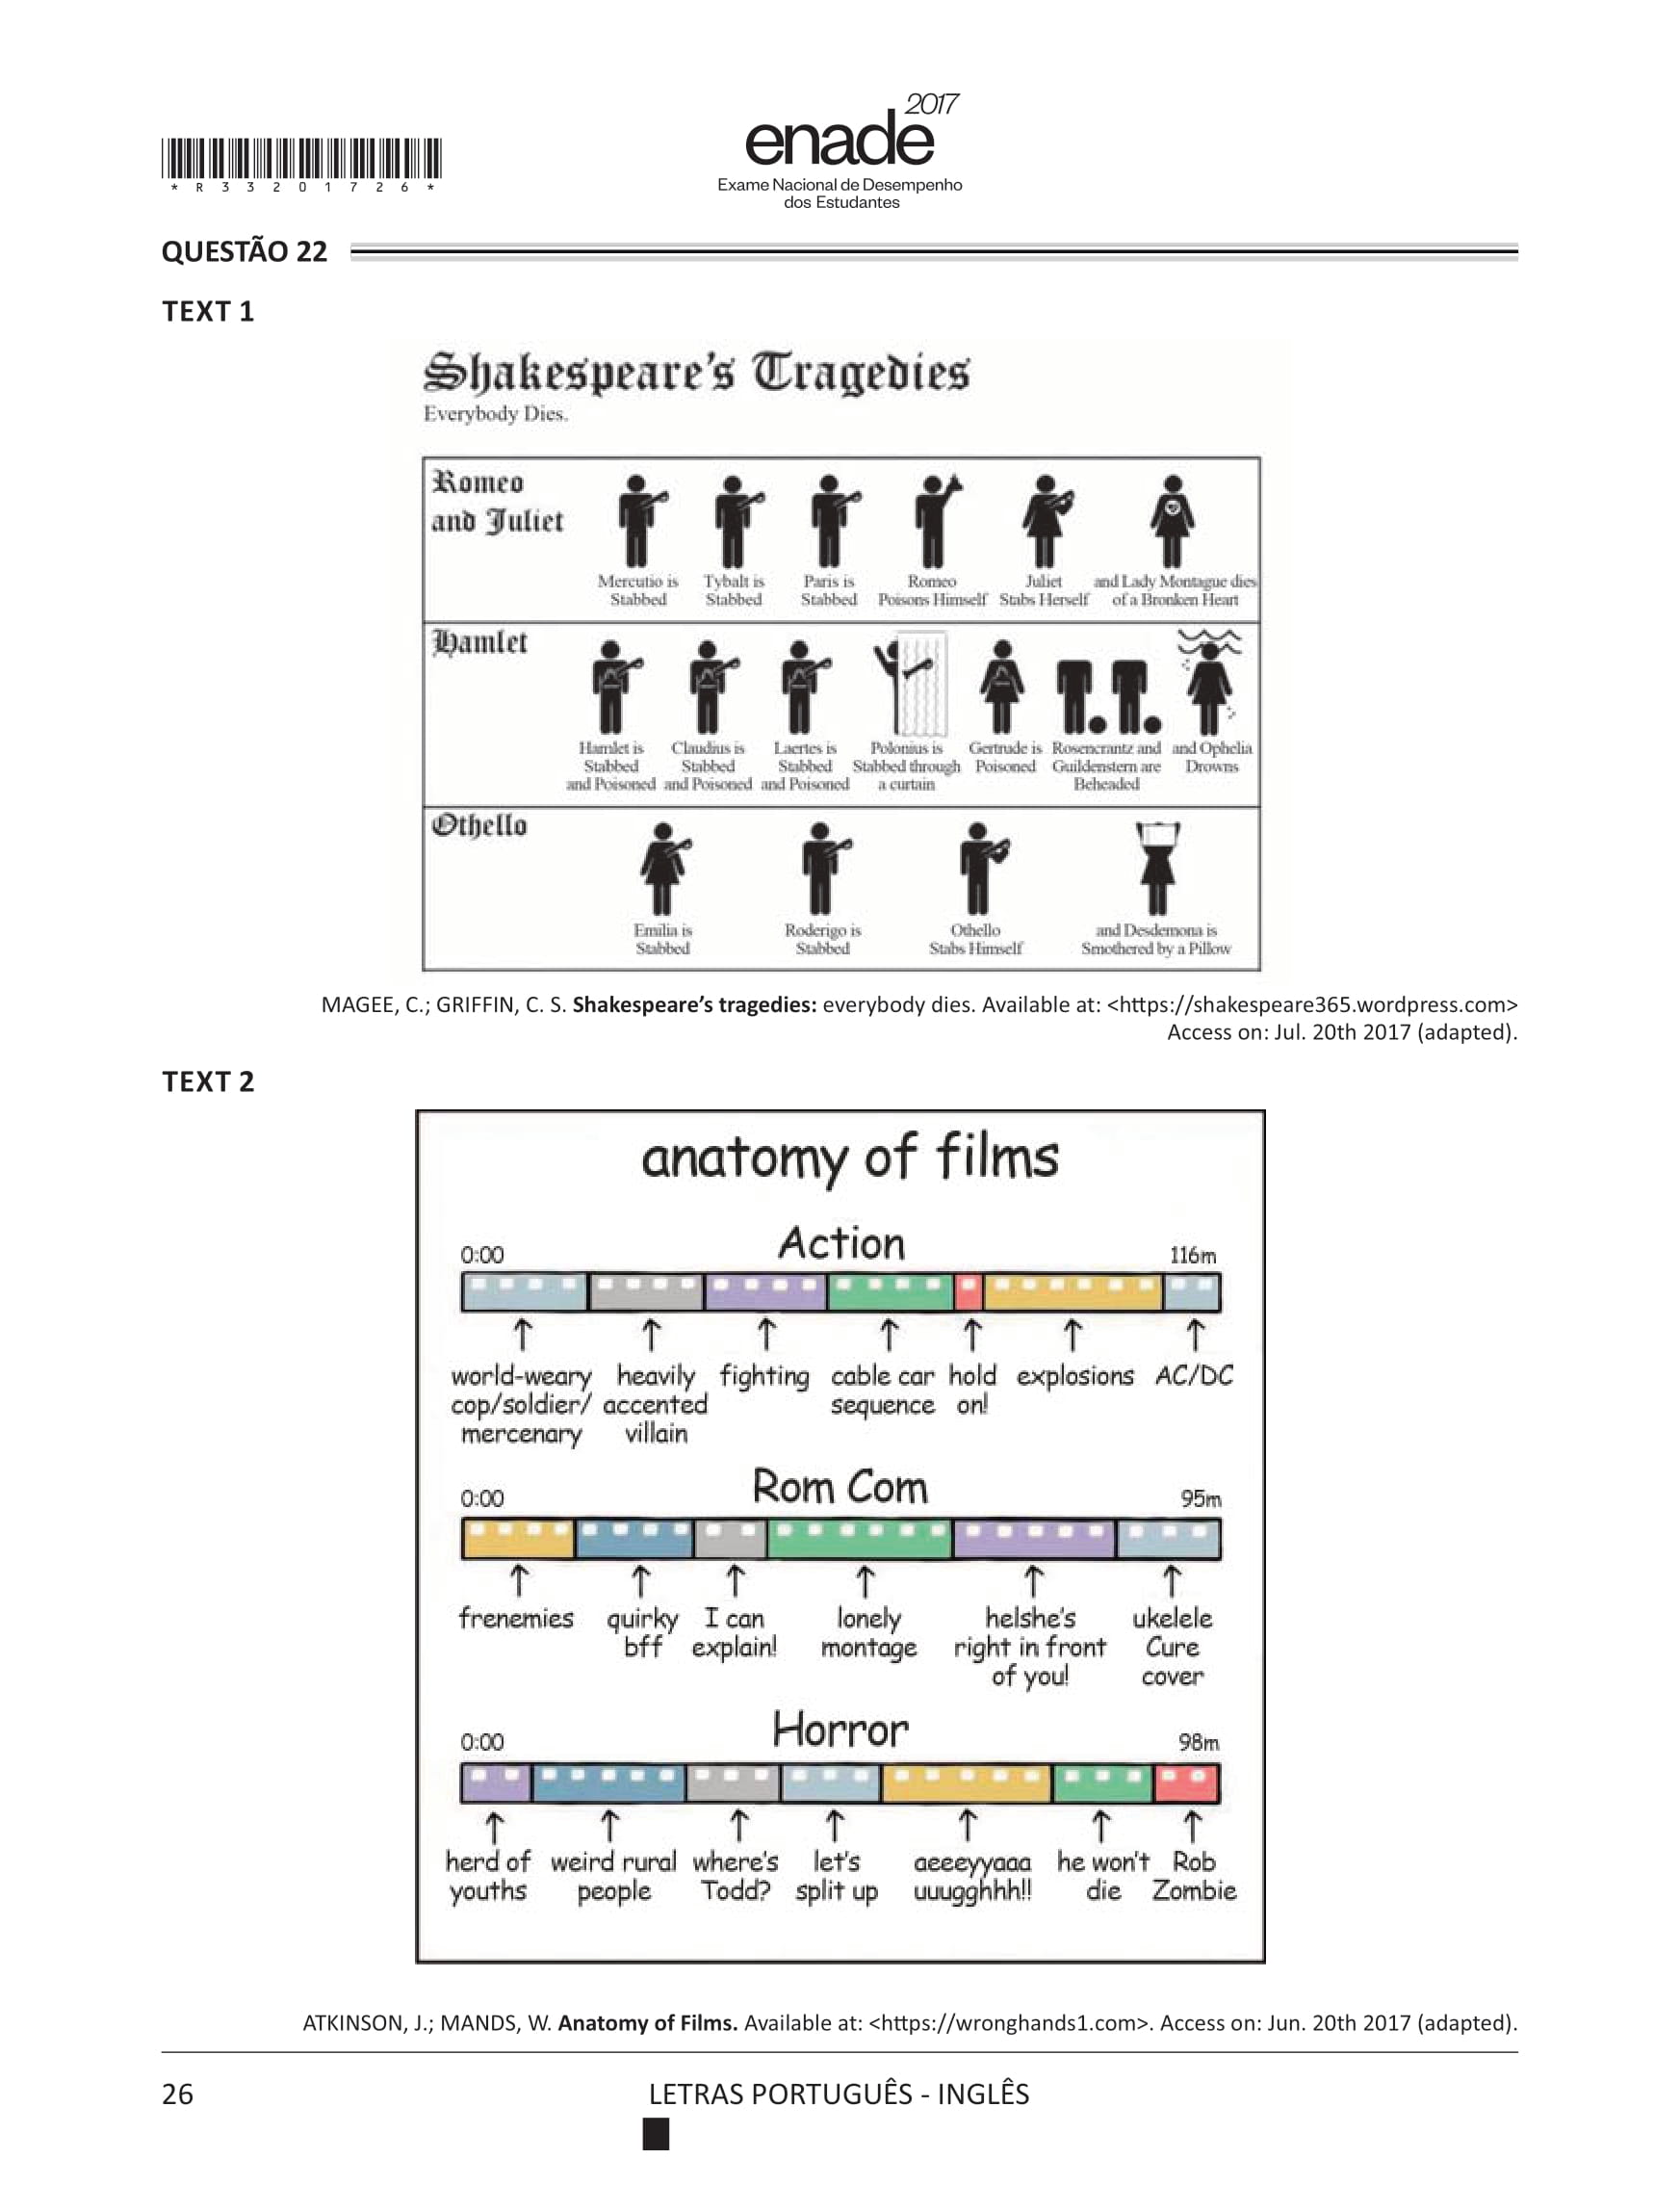 2017
enade
Exame Nacional de Desempenho
dos Estudantes
*R33201726*
QUESTÃO 22
TEXT 1
Shakespeare's Tragedies
Everybody Dies.
Romeo
and Juliet
Mercutio is
Stabbed
Tybalt is
Stabbed
Paris is
Stabbed
Romeo
Poisons Himself
Juliet
Stabs Herself
and Lady Montague dies
of a Bronken Heart
Hamlet
Hamlet is
Stabbed
and Poisoned
Claudius is
Stabbed
and Poisoned
Laertes is
Stabbed
and Poisoned
Polonius is
Stabbed through
a curtain
Gertrude is
Poisoned
Rosencrantz and
Guildenstern are
Beheaded
and Ophelia
Drowns
Othello
Emilia is
Stabbed
Roderigo is
Stabbed
Othello
Stabs Himself
and Desdemona is
Smothered by a Pillow
MAGEE, C.; GRIFFIN, C. S. Shakespeare's tragedies: everybody dies. Available at: <https://shakespeare365.wordpress.com>
Access on: Jul. 20th 2017 (adapted).
TEXT 2
anatomy of films
Action
0:00
116m
world-weary
cop/soldier/
mercenary
heavily
accented
villain
fighting
cable car
sequence
hold
on!
explosions
AC/DC
Rom Com
0:00
95m
frenemies
quirky
bff
I can
explain!
lonely
montage
helshe's
right in front
of you!
ukelele
Cure
cover
Horror
0:00
98m
herd of
youths
weird rural
people
where's
Todd?
let's
split up
aeeeyyaaa
uuugghhh!!
he won't
die
Rob
Zombie
ATKINSON, J.; MANDS, W. Anatomy of Films. Available at: <https://wronghands1.com>. Access on: Jun. 20th 2017 (adapted).
26
LETRAS PORTUGUÊS - INGLÊS